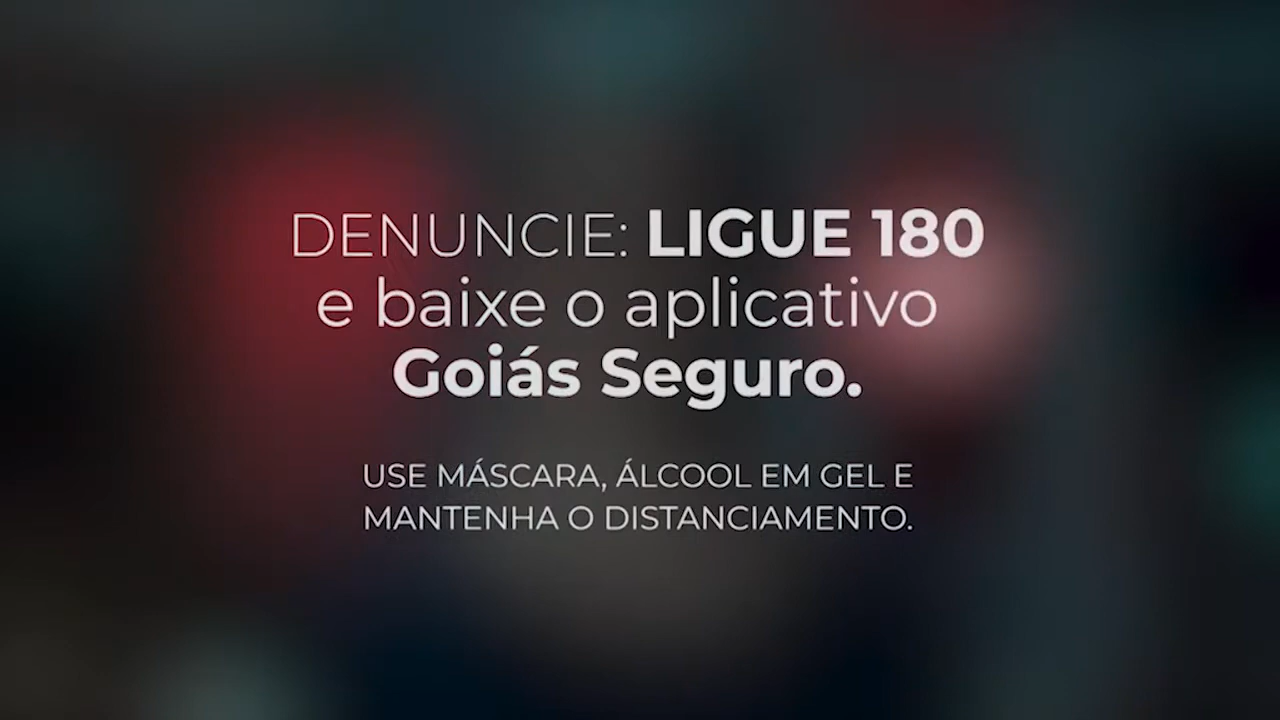 DENUNCIE: LIGUE 180
e baixe o aplicativo
Goiás Seguro.
USE MÁSCARA, ÁLCOOL EM GEL E
MANTENHA O DISTANCIAMENTO.